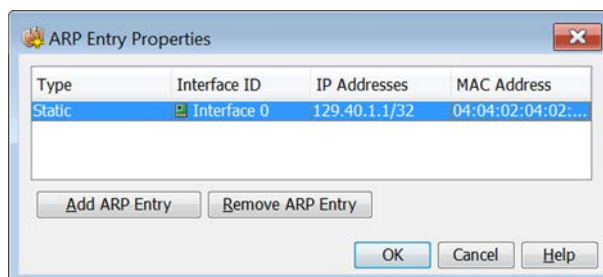 ARP Entry Properties
Type Interface ID IP Addresses MAC Address
Static Interface 0 129.40.1.1/32 04:04:02:04:02:...
Add ARP Entry Remove ARP Entry
OK Cancel Help